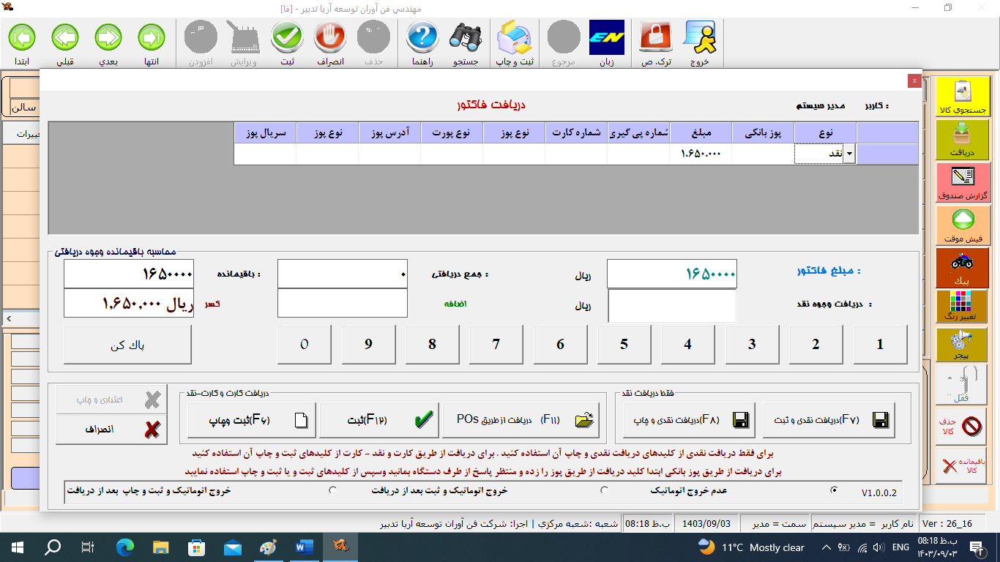 مهندسي فن آوران توسعه آريا تدبير - [فا]
ابتدا
قبلي
بعدي
انتها
افزودن
ويرايش
ثبت
انصراف
حذف
راهنما
جستجو
ثبت و چاپ
مرجوع
زبان
EN
ترک. ص
خروج
x
کاربر :
مدیر سیستم
دریافت فاکتور
سالن
نوع
پوز بانکی
مبلغ
شماره پی گیری
شماره کارت
نوع پوز
نوع پورت
آدرس پوز
نوع پوز
سریال پوز
نقد
۱.۶۵۰.۰۰۰
محاسبه باقیمانده وجوه دریافتی
مبلغ فاکتور :
۱۶۵۰۰۰۰
ریال
جمع دریافتی :
۰
باقیمانده :
۱۶۵۰۰۰۰
دریافت وجوه نقد :
ریال
اضافه
کسر
ریال ۱,۶۵۰,۰۰۰
1
2
3
4
5
6
7
8
9
0
پاک کن
فقط دریافت نقد
(F۷)دریافت نقدی و ثبت
(F۸)دریافت نقدی و چاپ
دریافت کارت و کارت-نقد
(F۱۱) دریافت از طریق POS
(F۱۲)ثبت
(F۶)ثبت وچاپ
اعتباری و چاپ
انصراف
برای فقط دریافت نقدی از کلیدهای دریافت نقدی و چاپ آن استفاده کنید . برای دریافت از طریق کارت و نقد - کارت از کلیدهای ثبت و چاپ آن استفاده کنید
برای دریافت از طریق پوز بانکی ابتدا کلید دریافت از طریق پوز را زده و منتظر پاسخ از طرف دستگاه بمانید وسپس از کلیدهای ثبت و یا ثبت و چاپ استفاده نمایید
V1.0.0.2
عدم خروج اتوماتیک
خروج اتوماتیک و ثبت بعد از دریافت
خروج اتوماتیک و ثبت و چاپ بعد از دریافت
جستجوي کالا
دریافت
گزارش صندوق
فیش موقت
پیک
تغییر رنگ
پیجر
قفل
حذف کالا
باقیمانده کالا
Ver : 26_16
نام کاربر = مدیر سیستم
سمت = مدیر
1403/09/03
08:18 ب.ظ
شعبه :شعبه مرکزي | اجرا: شرکت فن آوران توسعه آريا تدبير
11°C Mostly clear
ENG
08:18 ب.ظ
۱۴۰۳/۰۹/۰۳